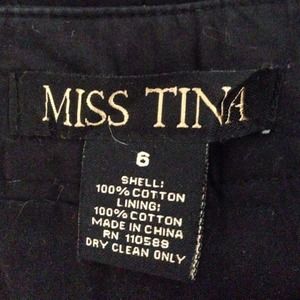 MISS TINA
6
SHELL:
100% COTTON
LINING:
100% COTTON
MADE IN CHINA
RN 110589
DRY CLEAN ONLY